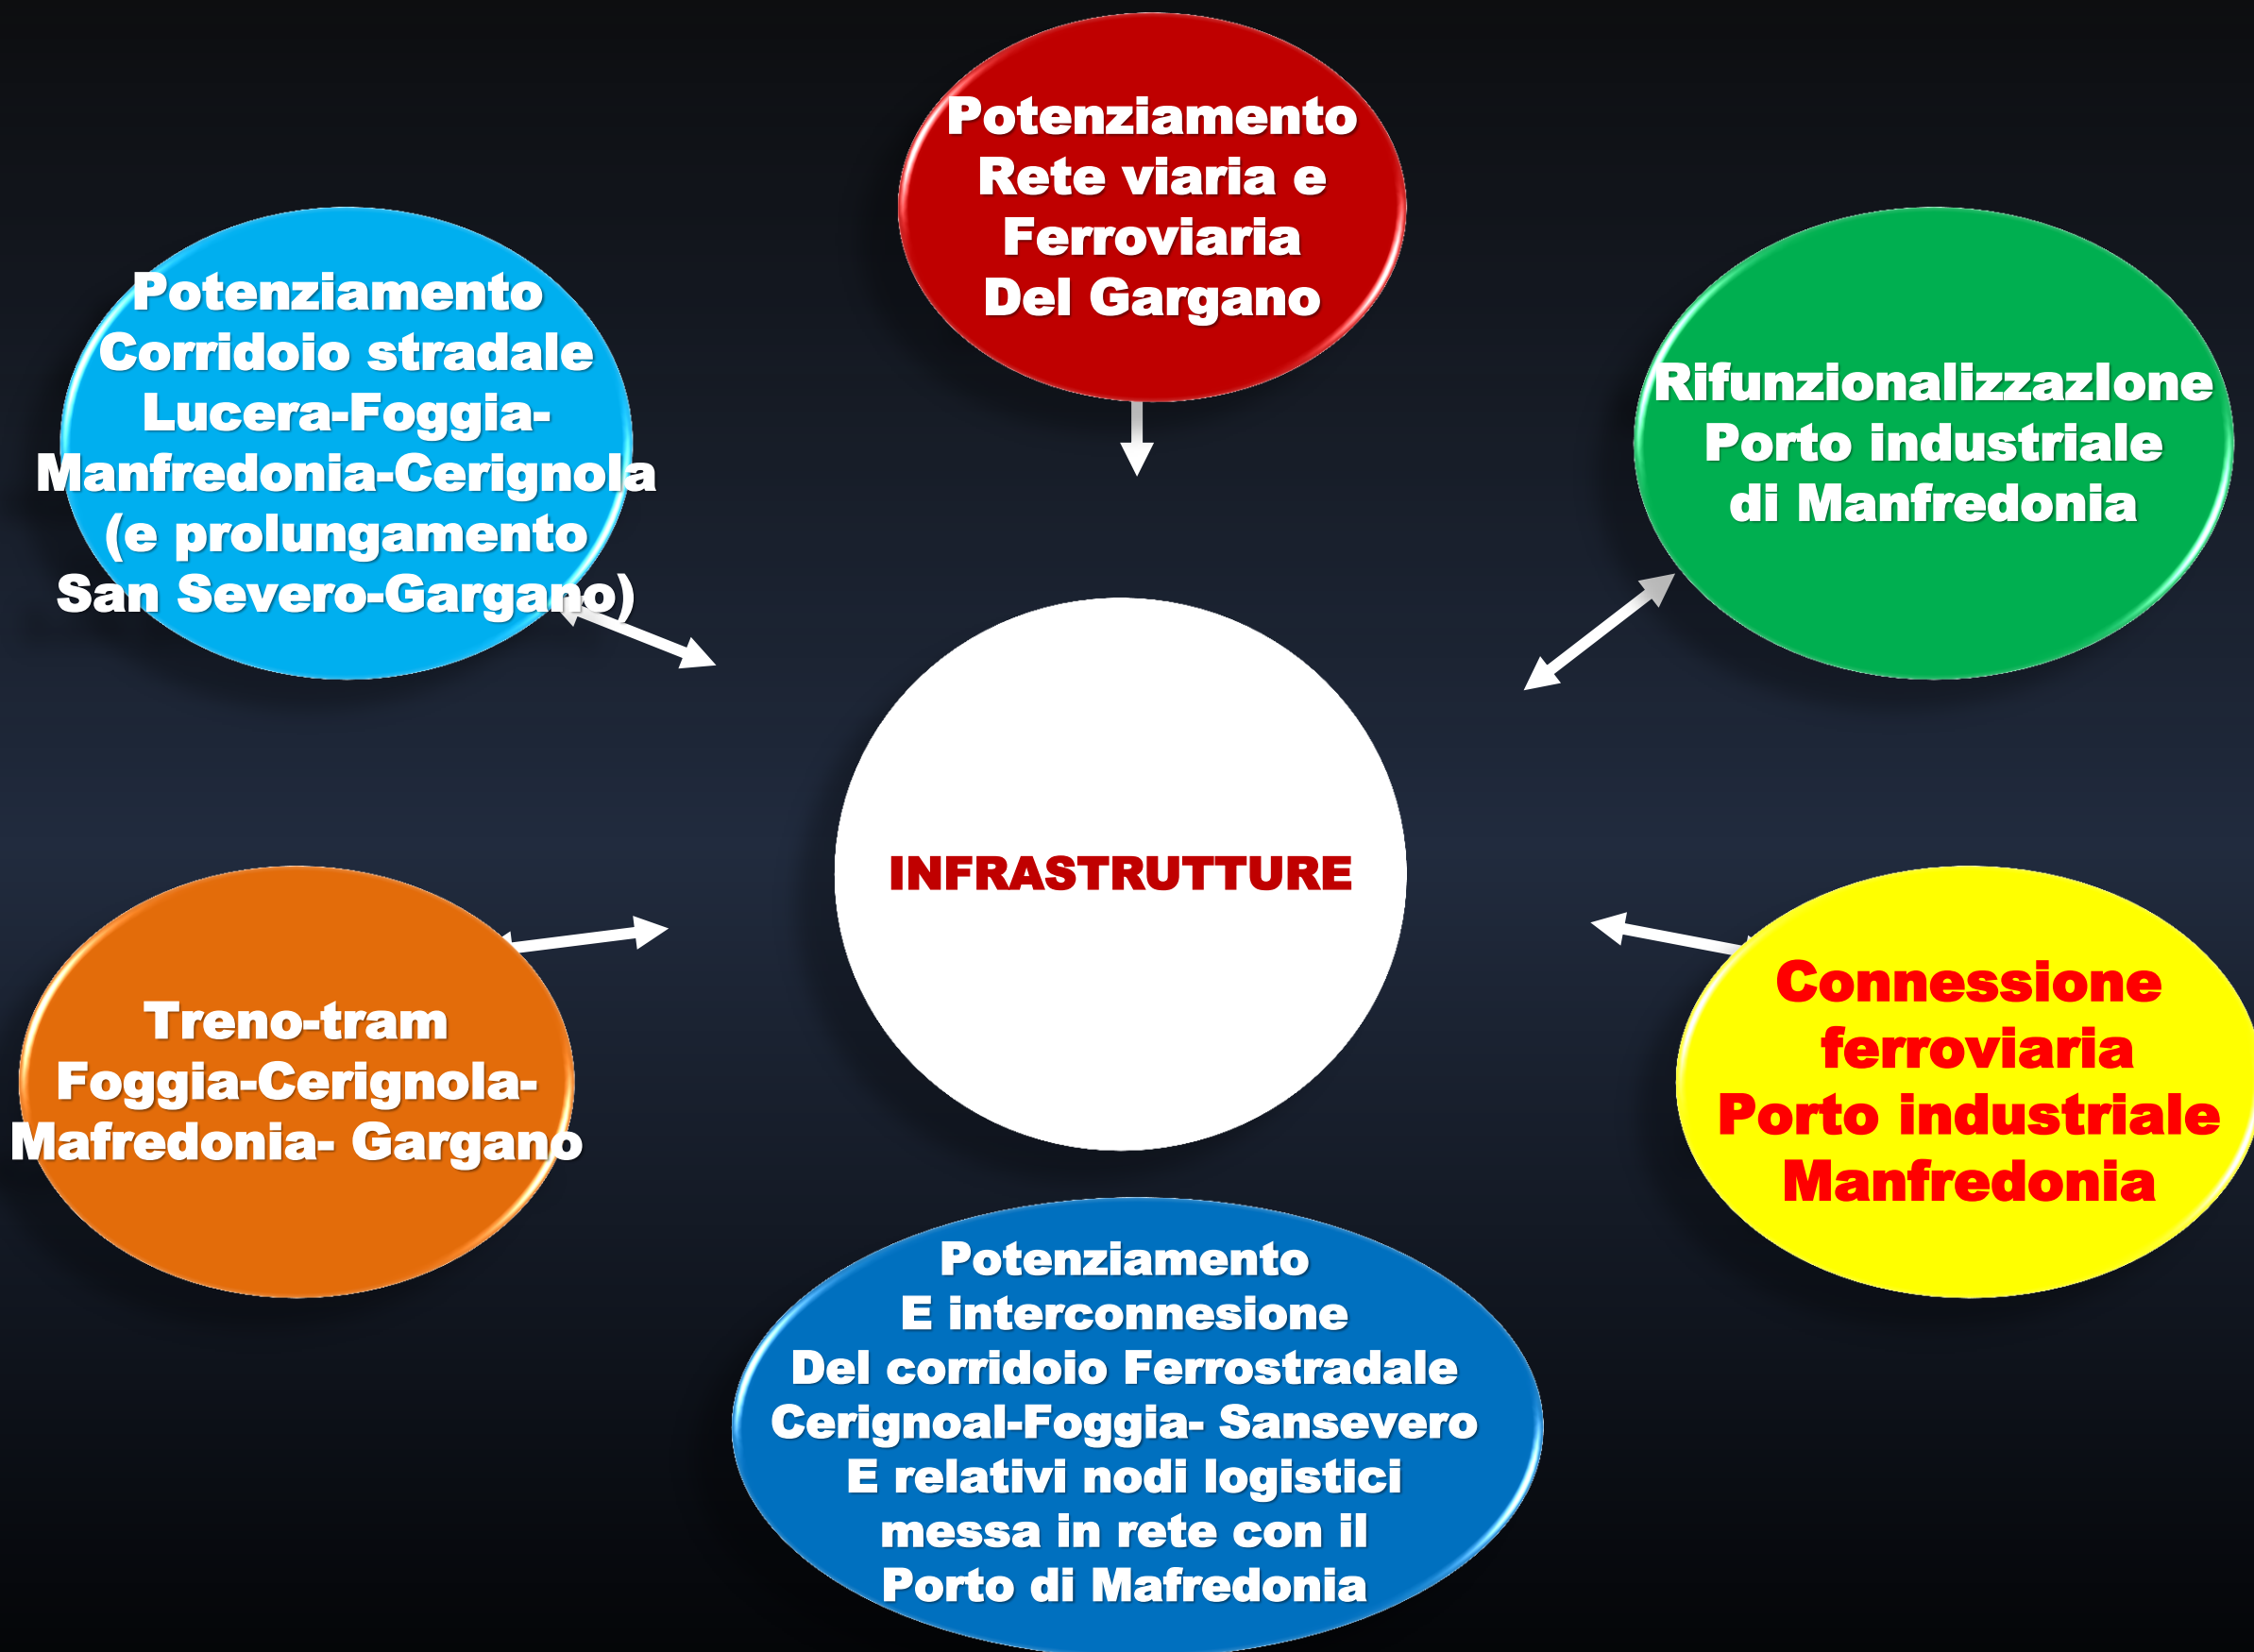 Potenziamento
Rete viaria e
Ferroviaria
Del Gargano
Potenziamento
Corridoio stradale
Lucera-Foggia-
Manfredonia-Cerignola
(e prolungamento
San Severo-Gargano)
RifunzionalizzazIone
Porto industriale
di Manfredonia
INFRASTRUTTURE
Treno-tram
Foggia-Cerignola-
Mafredonia- Gargano
Connessione
ferroviaria
Porto industriale
Manfredonia
Potenziamento
E interconnesione
Del corridoio Ferrostradale
Cerignoal-Foggia- Sansevero
E relativi nodi logistici
messa in rete con il
Porto di Mafredonia